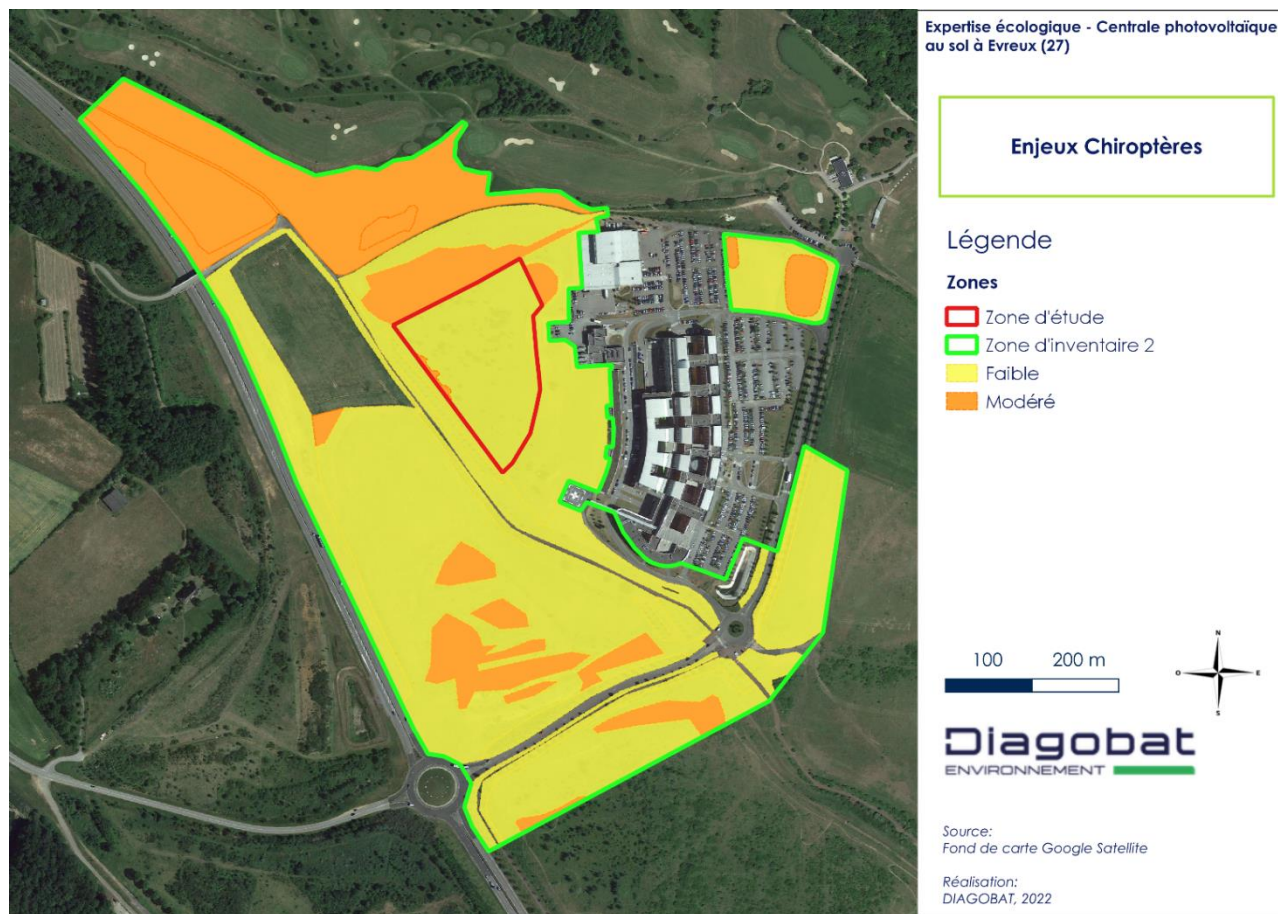 Expertise écologique - Centrale photovoltaïque
au sol à Evreux (27)
Enjeux Chiroptères
Légende
Zones
Zone d'étude
Zone d'inventaire 2
Faible
Modéré
100 200 m
N
O E
S
Diagobat
ENVIRONNEMENT
Source:
Fond de carte Google Satellite
Réalisation:
DIAGOBAT, 2022